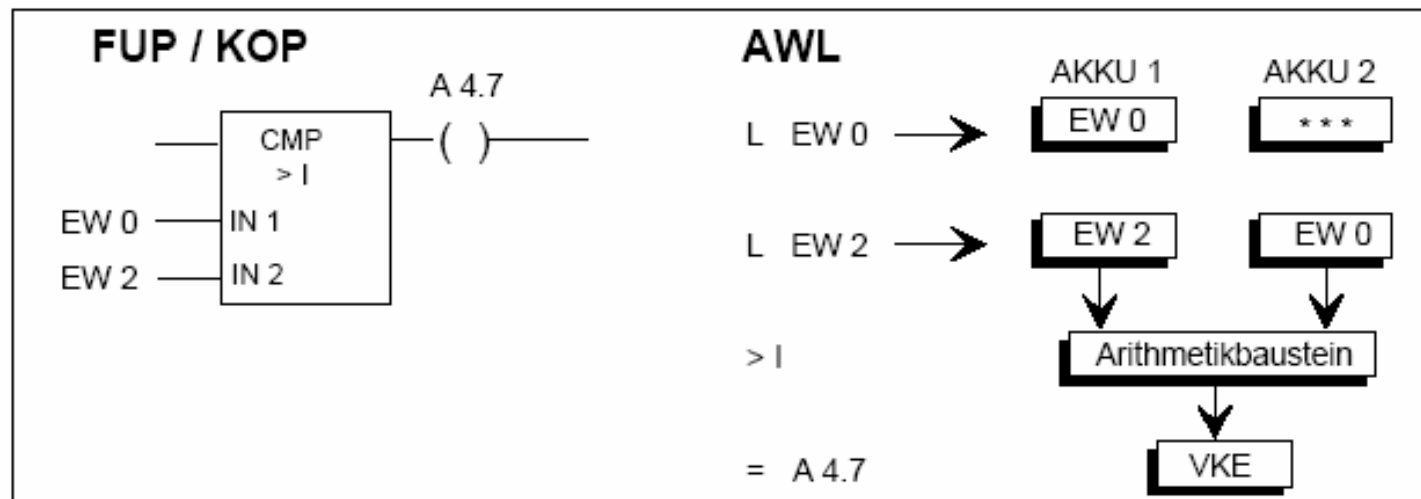 FUP / KOP
A 4.7
CMP
> I
( )
EW 0
IN 1
EW 2
IN 2
AWL
AKKU 1
AKKU 2
L EW 0
EW 0
* * *
L EW 2
EW 2
EW 0
> I
Arithmetikbaustein
= A 4.7
VKE